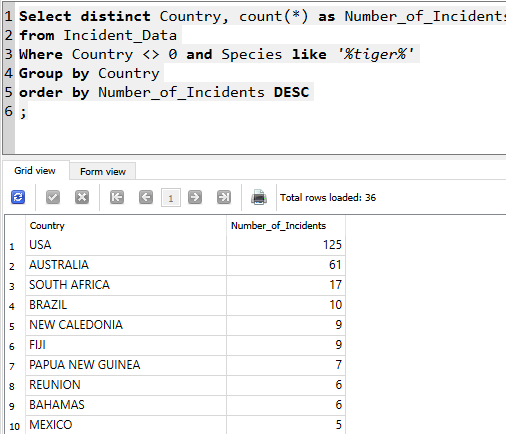 1 Select distinct Country, count(*) as Number_of_Incidents
2 from Incident_Data
3 Where Country <> 0 and Species like '%tiger%'
4 Group by Country
5 order by Number_of_Incidents DESC
6 ;
Grid view Form view
1 Total rows loaded: 36
Country Number_of_Incidents
1 USA 125
2 AUSTRALIA 61
3 SOUTH AFRICA 17
4 BRAZIL 10
5 NEW CALEDONIA 9
6 FIJI 9
7 PAPUA NEW GUINEA 7
8 REUNION 6
9 BAHAMAS 6
10 MEXICO 5